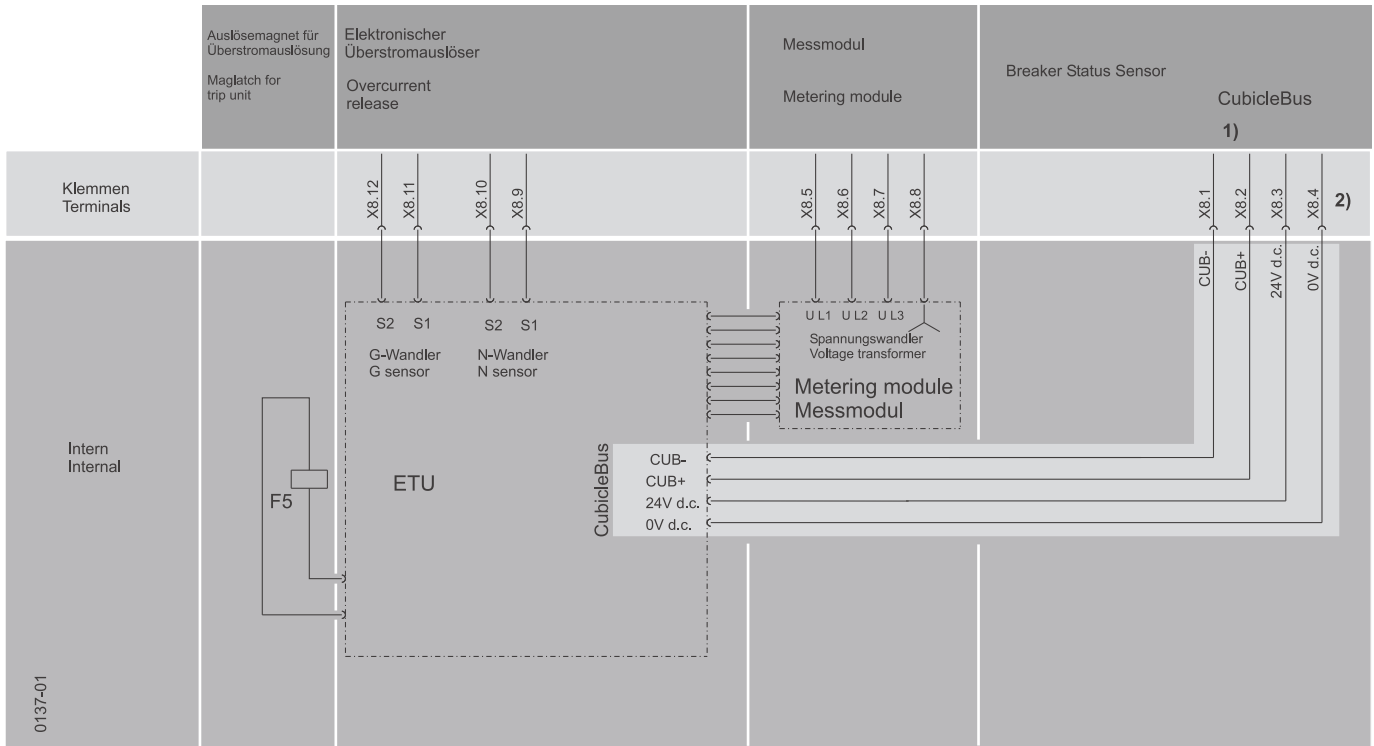 Auslösemagnet für
Überstromauslösung
Maglatch for
trip unit
Elektronischer
Überstromauslöser
Overcurrent
release
Messmodul
Metering module
Breaker Status Sensor
CubicleBus
1)
Klemmen
Terminals
X8.12
X8.11
X8.10
X8.9
X8.5
X8.6
X8.7
X8.8
X8.1
X8.2
X8.3
X8.4
2)
CUB-
CUB+
24V d.c.
0V d.c.
S2 S1 S2 S1
G-Wandler
G sensor
N-Wandler
N sensor
U L1 U L2 U L3
Spannungswandler
Voltage transformer
Metering module
Messmodul
Intern
Internal
F5
ETU
CubicleBus
CUB-
CUB+
24V d.c.
0V d.c.
0137-01